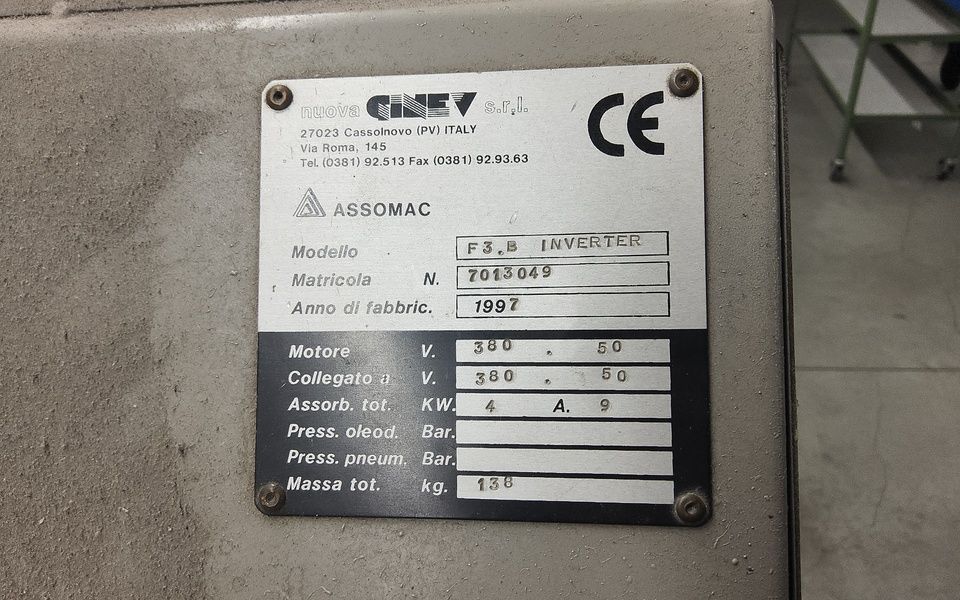 nuova GINEV s.r.l.
CE
27023 Cassolnovo (PV) ITALY
Via Roma, 145
Tel. (0381) 92.513 Fax (0381) 92.93.63
ASSOMAC
Modello F3.B INVERTER
Matricola N. 7013049
Anno di fabbric. 1997
Motore V. 380 . 50
Collegato a V. 380 . 50
Assorb. tot. KW. 4 A. 9
Press. oleod. Bar.
Press. pneum. Bar.
Massa tot. kg. 138